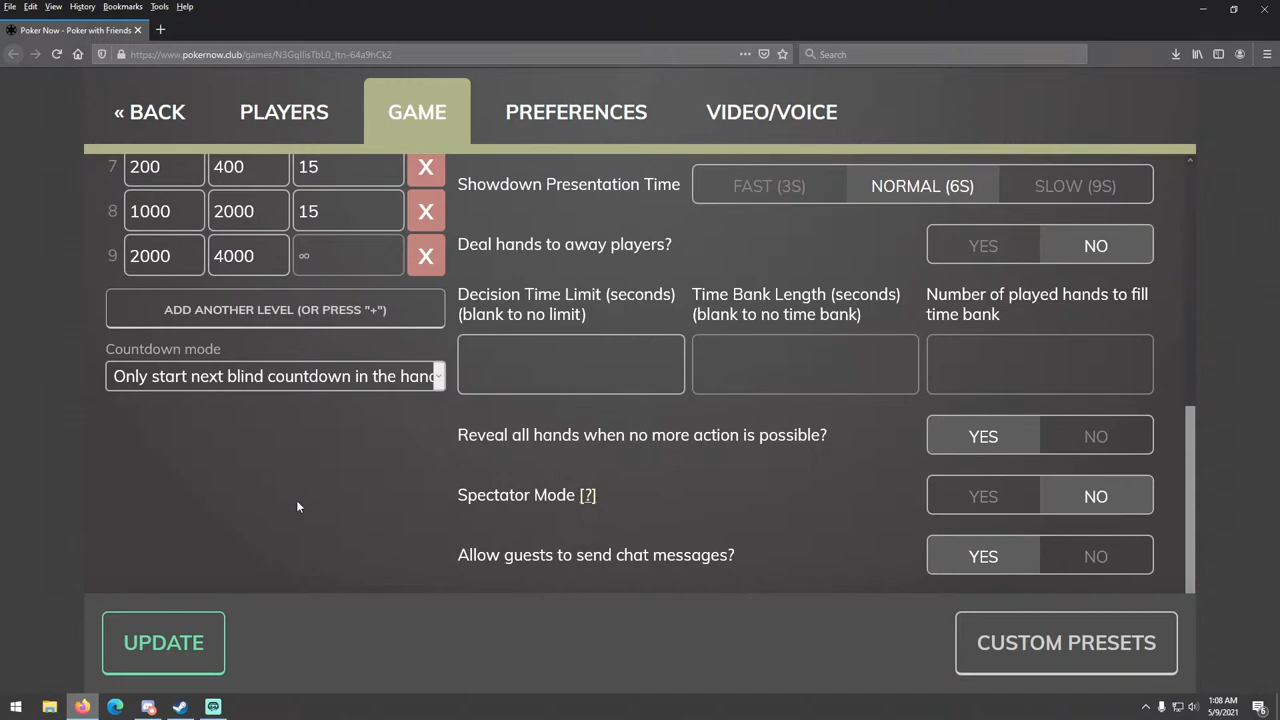 File Edit View History Bookmarks Tools Help
Poker Now - Poker with Friends
https://www.pokernow.club/games/N3GqIlisTbL0_Itn-64a9hCk2
Search
« BACK PLAYERS GAME PREFERENCES VIDEO/VOICE
7 200 400 15 X
8 1000 2000 15 X
9 2000 4000 ∞ X
ADD ANOTHER LEVEL (OR PRESS "+")
Countdown mode
Only start next blind countdown in the hand
Showdown Presentation Time FAST (3S) NORMAL (6S) SLOW (9S)
Deal hands to away players? YES NO
Decision Time Limit (seconds)
(blank to no limit)
Time Bank Length (seconds)
(blank to no time bank)
Number of played hands to fill
time bank
Reveal all hands when no more action is possible? YES NO
Spectator Mode [?] YES NO
Allow guests to send chat messages? YES NO
UPDATE CUSTOM PRESETS
1:08 AM
5/9/2021
6